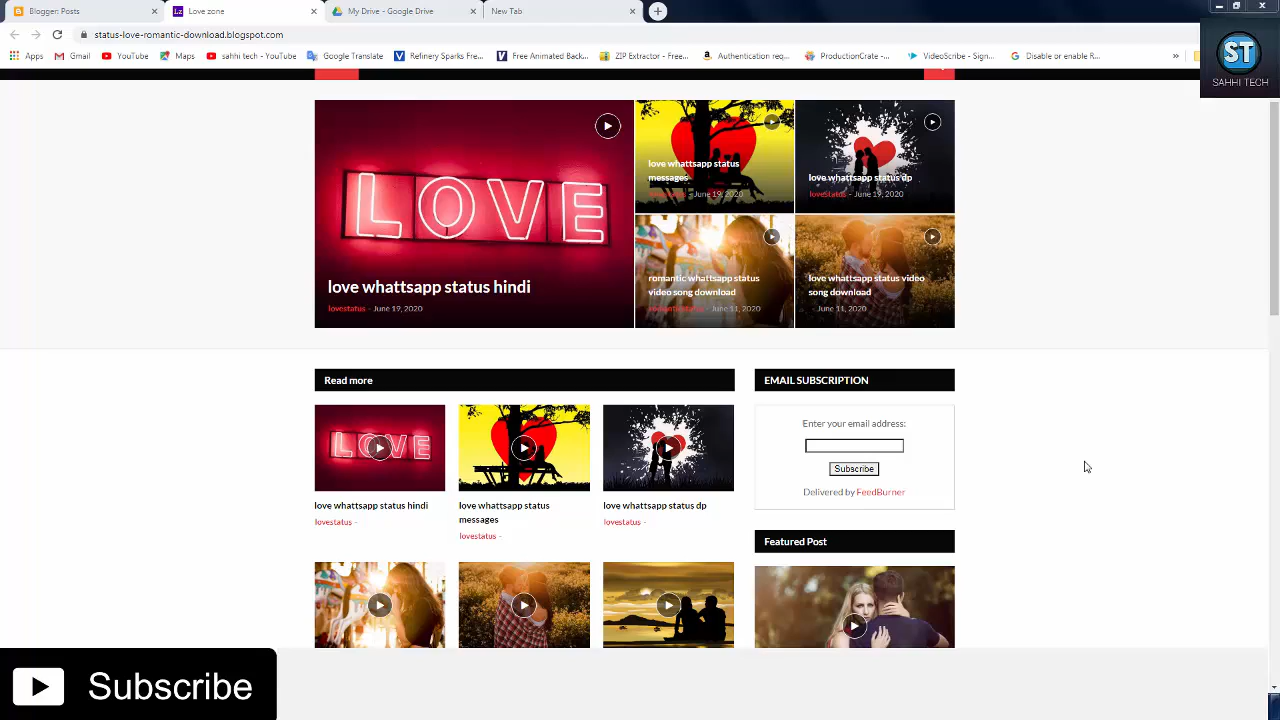 Blogger: Posts
Love zone
My Drive - Google Drive
New Tab
status-love-romantic-download.blogspot.com
Apps
Gmail
YouTube
Maps
sahhi tech - YouTube
Google Translate
Refinery Sparks Fre...
Free Animated Back...
ZIP Extractor - Free...
Authentication req...
ProductionCrate -...
VideoScribe - Sign...
Disable or enable R...
ST
SAHHI TECH
LOVE
love whattsapp status hindi
lovestatus - June 19, 2020
love whattsapp status
messages
lovestatus - June 19, 2020
love whattsapp status dp
lovestatus - June 19, 2020
romantic whattsapp status
video song download
romanticstatus - June 11, 2020
love whattsapp status video
song download
- June 11, 2020
Read more
LOVE
love whattsapp status hindi
lovestatus -
love whattsapp status
messages
lovestatus -
love whattsapp status dp
lovestatus -
EMAIL SUBSCRIPTION
Enter your email address:
Subscribe
Delivered by FeedBurner
Featured Post
Subscribe